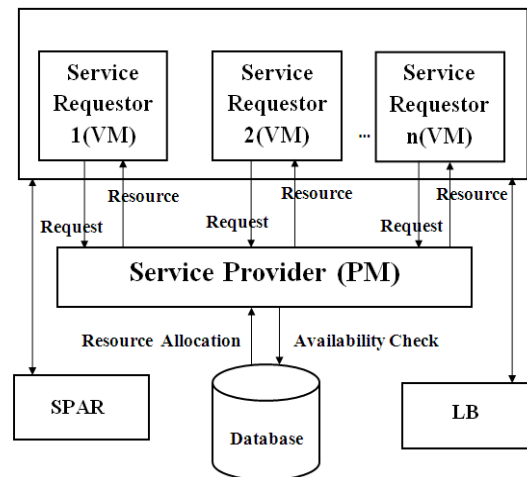 Service
Requestor
1(VM)
Service
Requestor
2(VM)
...
Service
Requestor
n(VM)
Request
Resource
Request
Resource
Request
Resource
Service Provider (PM)
Resource Allocation
Availability Check
SPAR
Database
LB